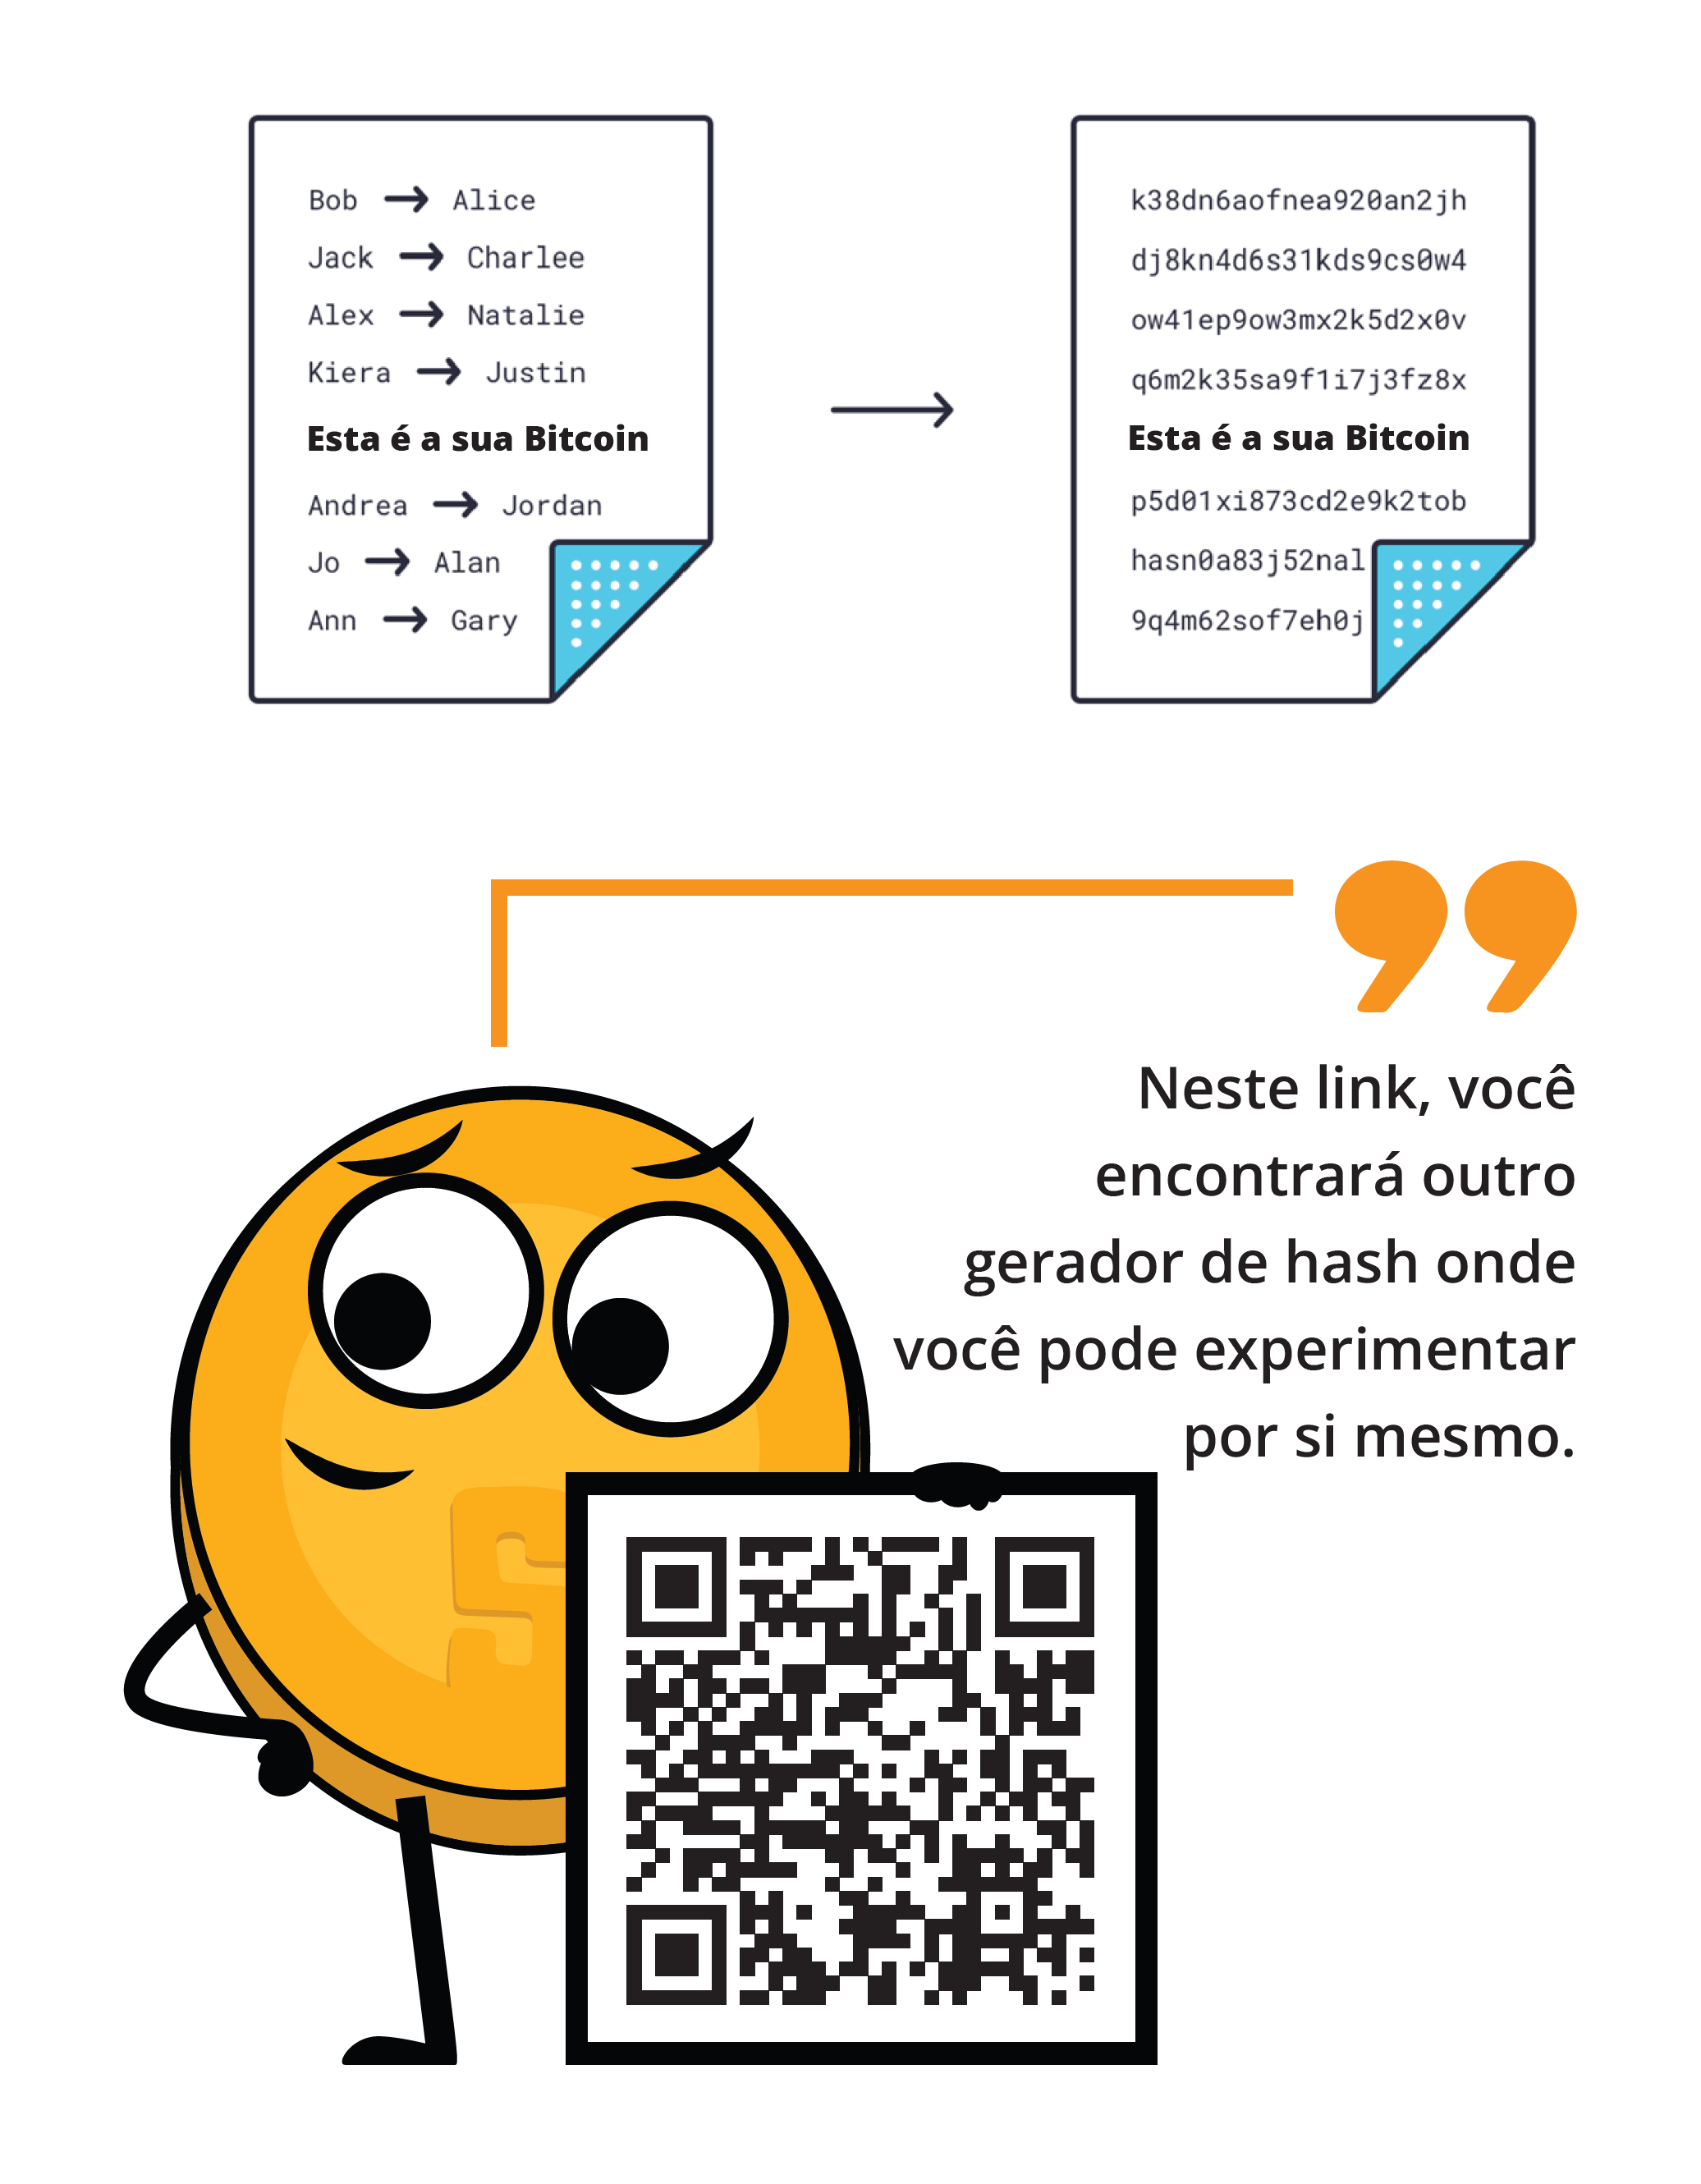 Bob → Alice
Jack → Charlee
Alex → Natalie
Kiera → Justin
Esta é a sua Bitcoin
Andrea → Jordan
Jo → Alan
Ann → Gary
k38dn6aofnea920an2jh
dj8kn4d6s31kds9cs0w4
ow41ep9ow3mx2k5d2x0v
q6m2k35sa9f1i7j3fz8x
Esta é a sua Bitcoin
p5d01xi873cd2e9k2tob
hasn0a83j52nal
9q4m62sof7eh0j
Neste link, você
encontrará outro
gerador de hash onde
você pode experimentar
por si mesmo.